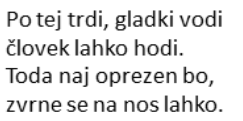 Po tej trdi, gladki vodi
človek lahko hodi.
Toda naj oprezen bo,
zvrne se na nos lahko.